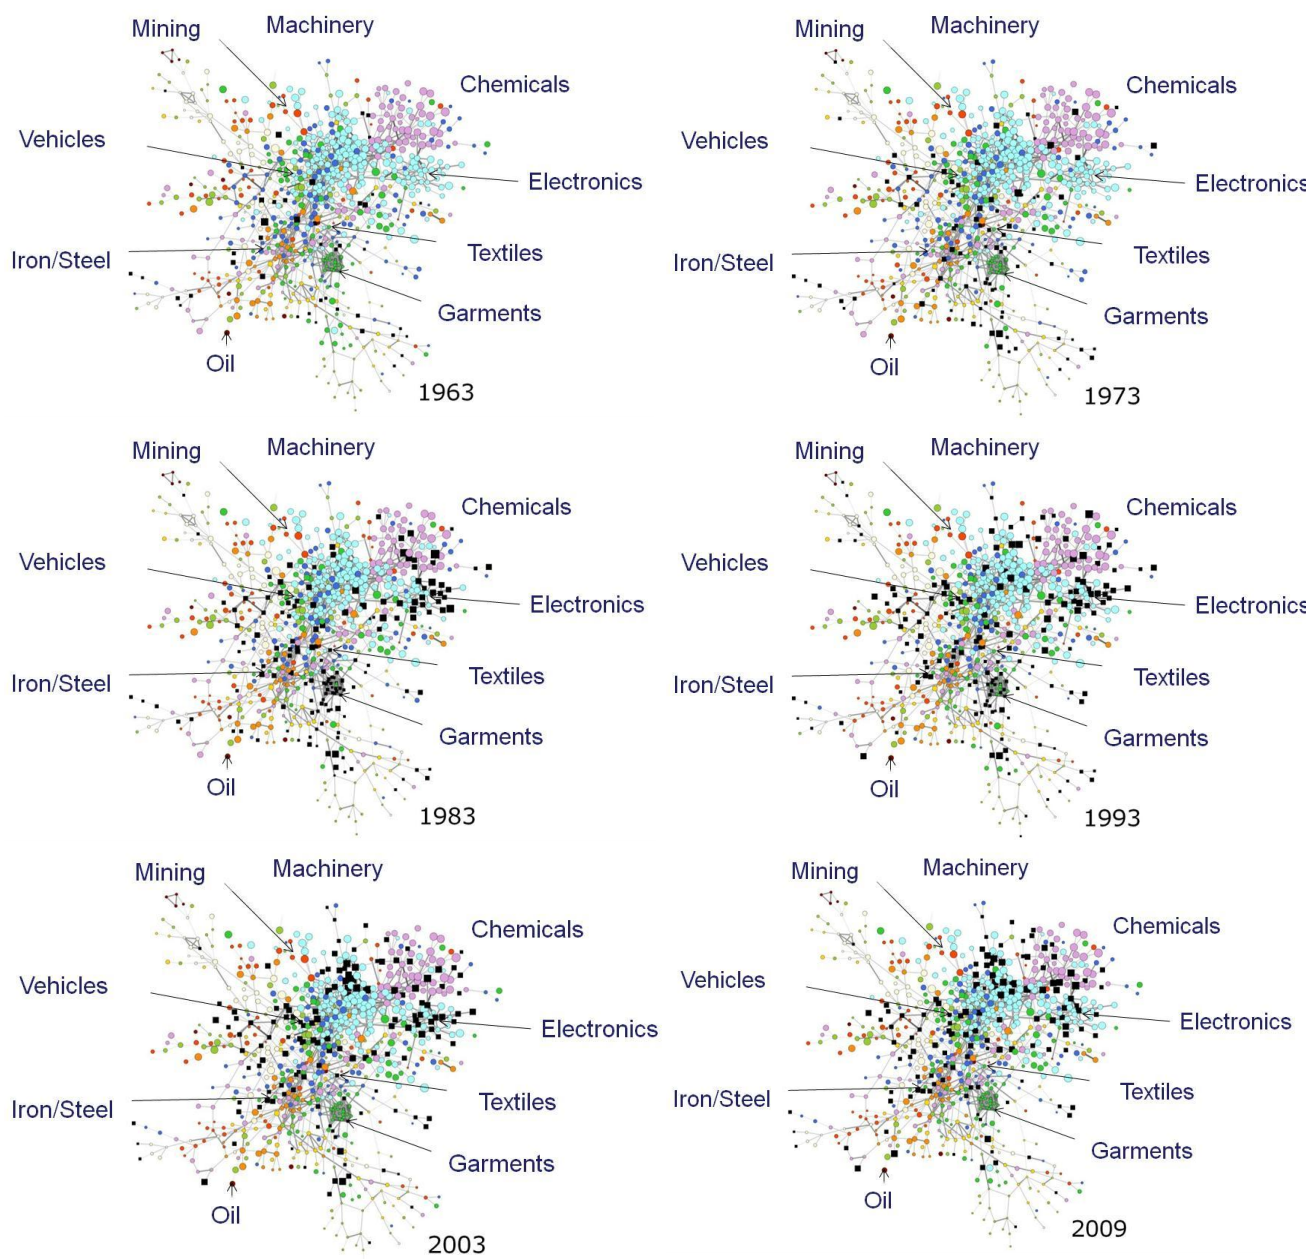 Mining
Machinery
Chemicals
Vehicles
Electronics
Textiles
Iron/Steel
Garments
Oil
1963
Mining
Machinery
Chemicals
Vehicles
Electronics
Textiles
Iron/Steel
Garments
Oil
1973
Mining
Machinery
Chemicals
Vehicles
Electronics
Textiles
Iron/Steel
Garments
Oil
1983
Mining
Machinery
Chemicals
Vehicles
Electronics
Textiles
Iron/Steel
Garments
Oil
1993
Mining
Machinery
Chemicals
Vehicles
Electronics
Textiles
Iron/Steel
Garments
Oil
2003
Mining
Machinery
Chemicals
Vehicles
Electronics
Textiles
Iron/Steel
Garments
Oil
2009